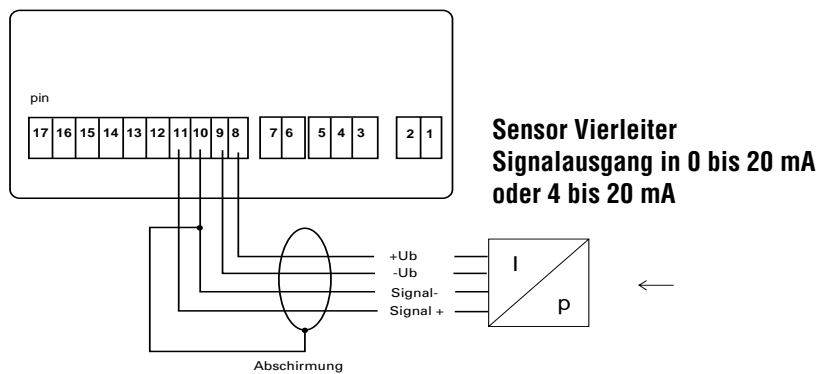 pin
17 16 15 14 13 12 11 10 9 8 7 6 5 4 3 2 1
Sensor Vierleiter
Signalausgang in 0 bis 20 mA
oder 4 bis 20 mA
+Ub
-Ub
Signal-
Signal +
I
p
Abschirmung